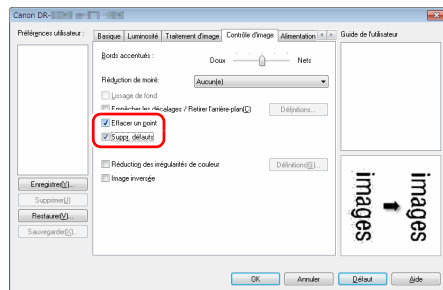 Canon DR-
Préférences utilisateur :
Basique Luminosité Traitement d'image Contrôle d'image Alimentation
Guide de l'utilisateur
Bords accentués :
Doux Nets
Réduction de moiré: Aucun(e)
Lissage de fond
Empêcher les décalages / Retirer l'arrière-plan(C) Définitions...
Effacer un point
Suppr. défauts
Réduction des irrégularités de couleur Définitions(G)...
Image inversée
Enregistrer(Y)...
Supprimer(J)
Restaurer(V)...
Sauvegarder(X)...
images
images
OK Annuler Défaut Aide